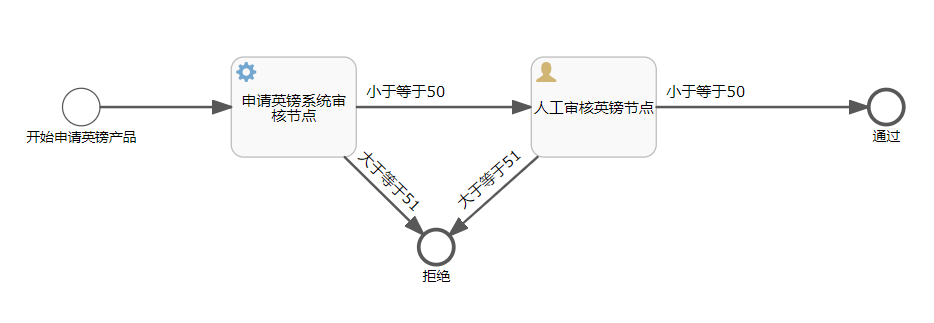 开始申请英镑产品
申请英镑系统审
核节点
小于等于50
人工审核英镑节点
小于等于50
通过
大于等于51
大于等于51
拒绝